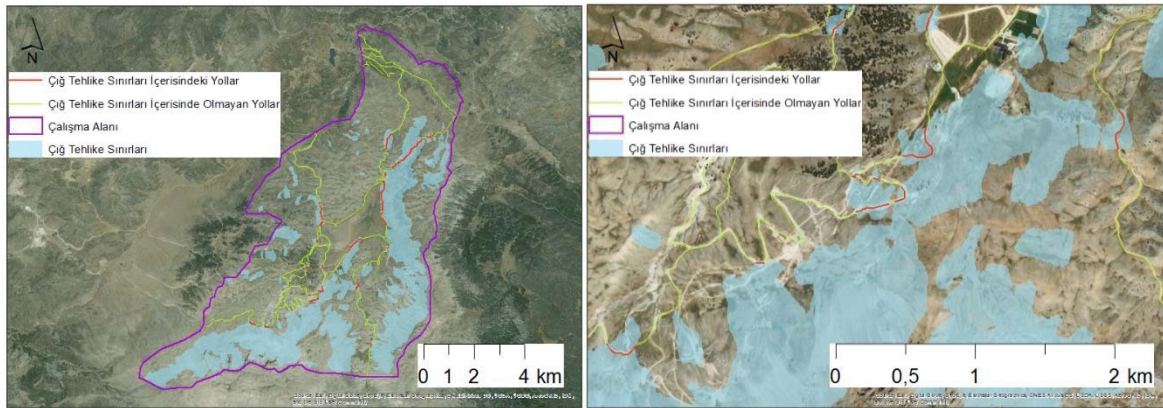 N
Çığ Tehlike Sınırları İçerisindeki Yollar
Çığ Tehlike Sınırları İçerisinde Olmayan Yollar
Çalışma Alanı
Çığ Tehlike Sınırları
0 1 2 4 km
N
Çığ Tehlike Sınırları İçerisindeki Yollar
Çığ Tehlike Sınırları İçerisinde Olmayan Yollar
Çalışma Alanı
Çığ Tehlike Sınırları
0 0,5 1 2 km